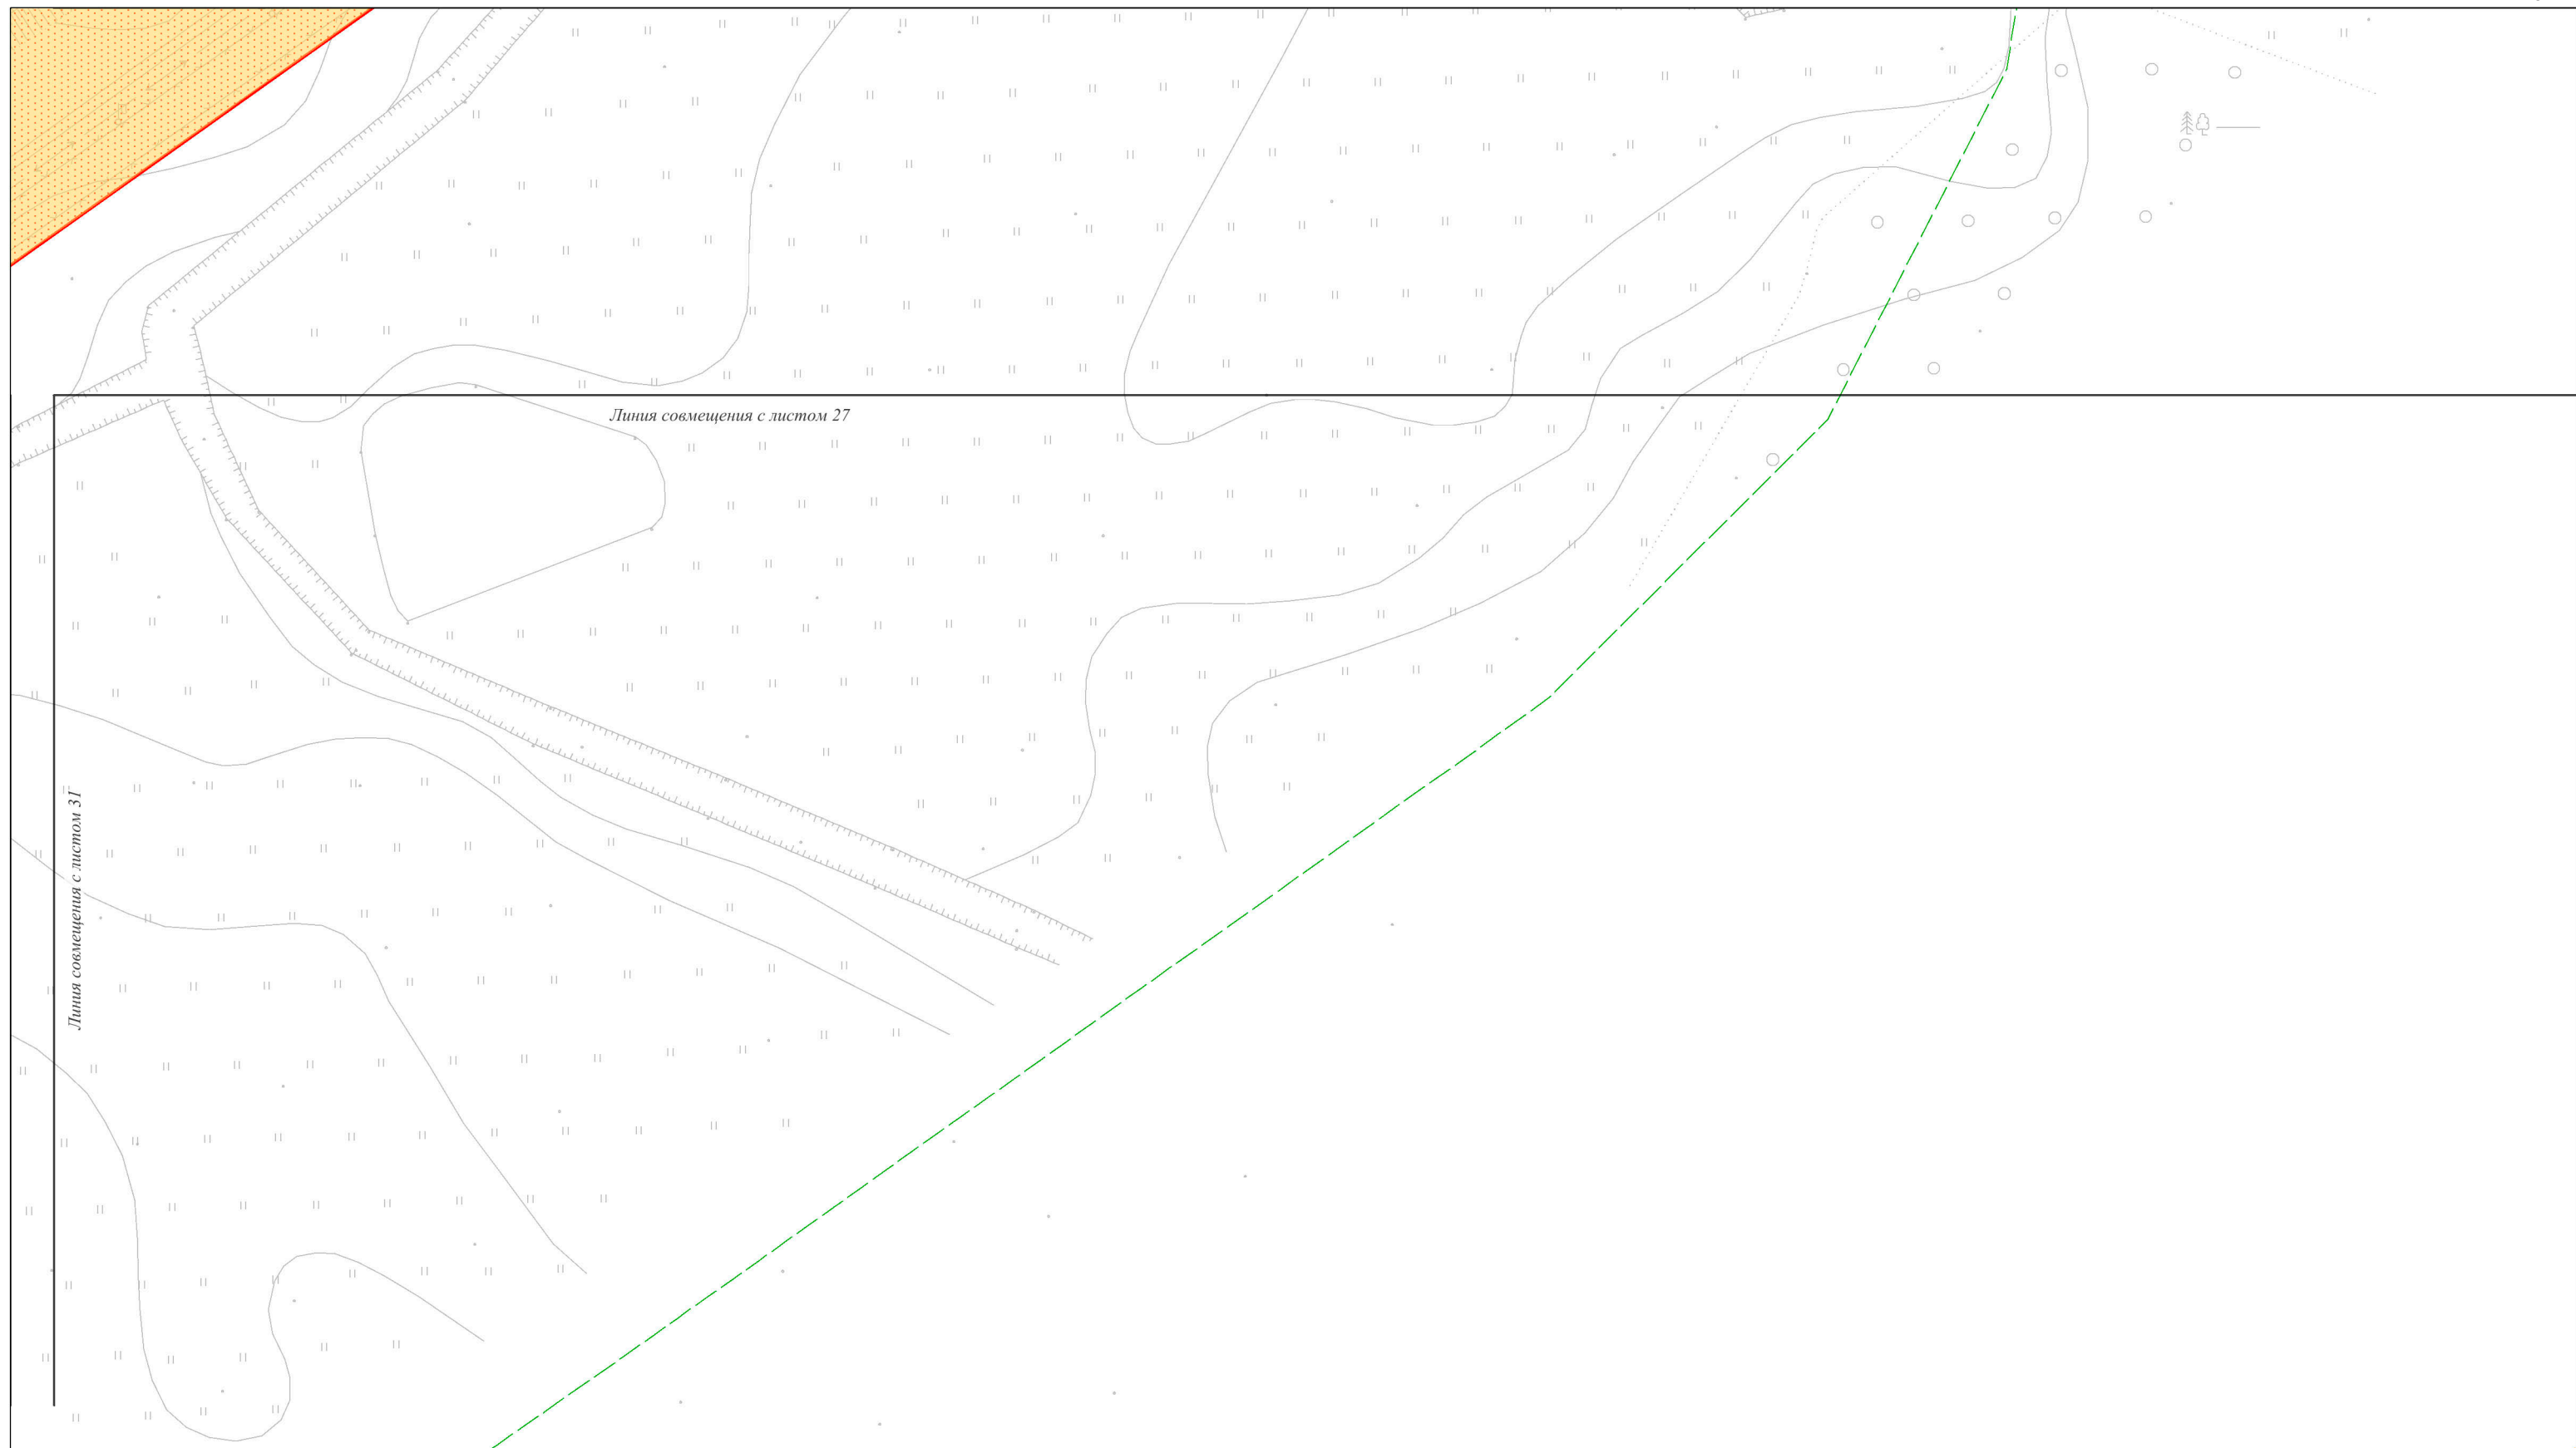 Линия совмещения с листом 27
Линия совмещения с листом 31